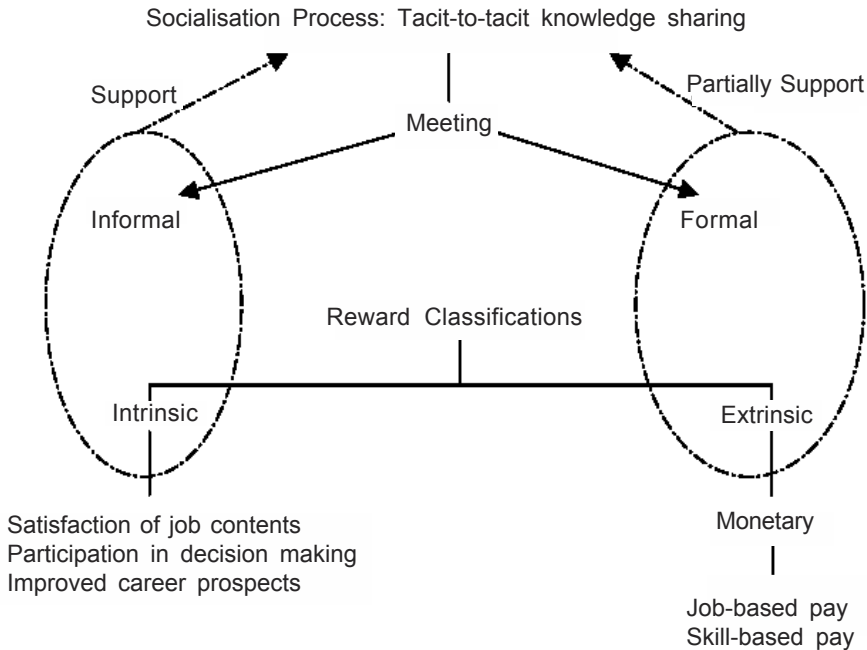 Socialisation Process: Tacit-to-tacit knowledge sharing
Support
Partially Support
Meeting
Informal
Formal
Reward Classifications
Intrinsic
Extrinsic
Satisfaction of job contents
Participation in decision making
Improved career prospects
Monetary
Job-based pay
Skill-based pay